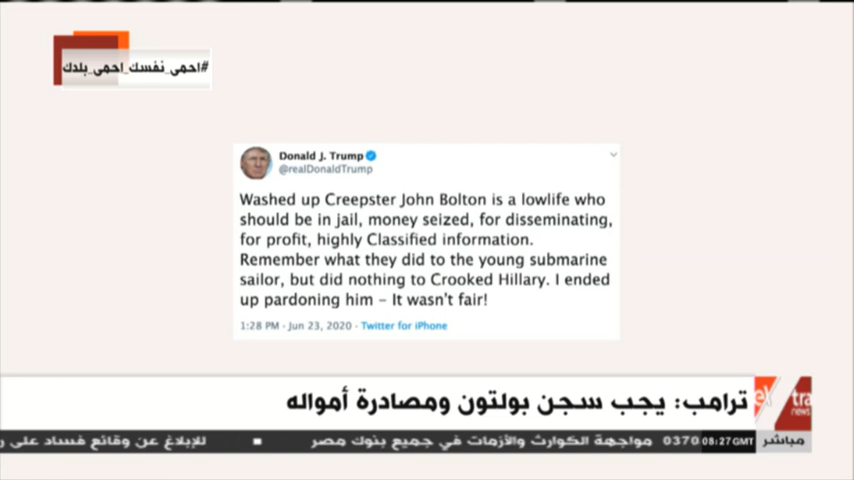 #احمى_نفسك_احمى_بلدك
Donald J. Trump
@realDonaldTrump
Washed up Creepster John Bolton is a lowlife who
should be in jail, money seized, for disseminating,
for profit, highly Classified information.
Remember what they did to the young submarine
sailor, but did nothing to Crooked Hillary. I ended
up pardoning him – It wasn't fair!
1:28 PM · Jun 23, 2020 · Twitter for iPhone
ترامب: يجب سجن بولتون ومصادرة أمواله
news
مباشر
08:27 GMT
0370 مواجهة الكوارث والأزمات في جميع بنوك مصر ■ للإبلاغ عن وقائع فساد على